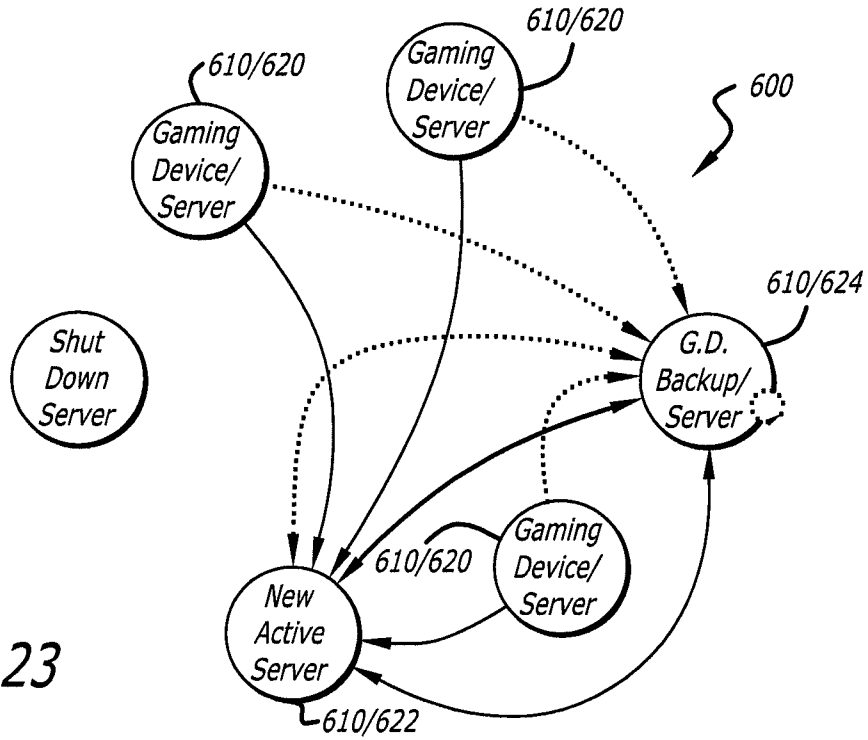 610/620
Gaming
Device/
Server
610/620
Gaming
Device/
Server
600
610/624
G.D.
Backup/
Server
Shut
Down
Server
610/620
Gaming
Device/
Server
New
Active
Server
610/622
23